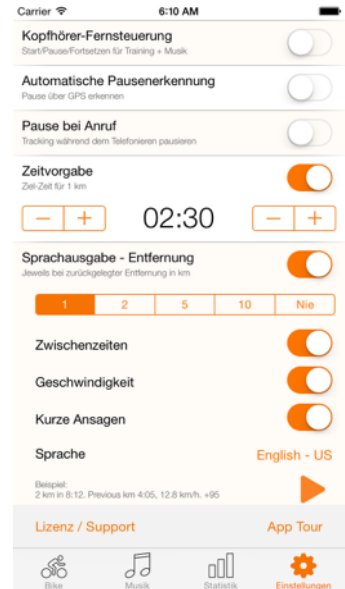 Carrier 6:10 AM
Kopfhörer-Fernsteuerung
Start/Pause/Fortsetzen für Training + Musik
Automatische Pausenerkennung
Pause über GPS erkennen
Pause bei Anruf
Tracking während dem Telefonieren pausieren
Zeitvorgabe
Ziel-Zeit für 1 km
− + 02:30 − +
Sprachausgabe - Entfernung
Jeweils bei zurückgelegter Entfernung in km
1 2 5 10 Nie
Zwischenzeiten
Geschwindigkeit
Kurze Ansagen
Sprache English - US
Beispiel:
2 km in 8:12. Previous km 4:05, 12.8 km/h. +95
Lizenz / Support App Tour
Bike Musik Statistik Einstellungen